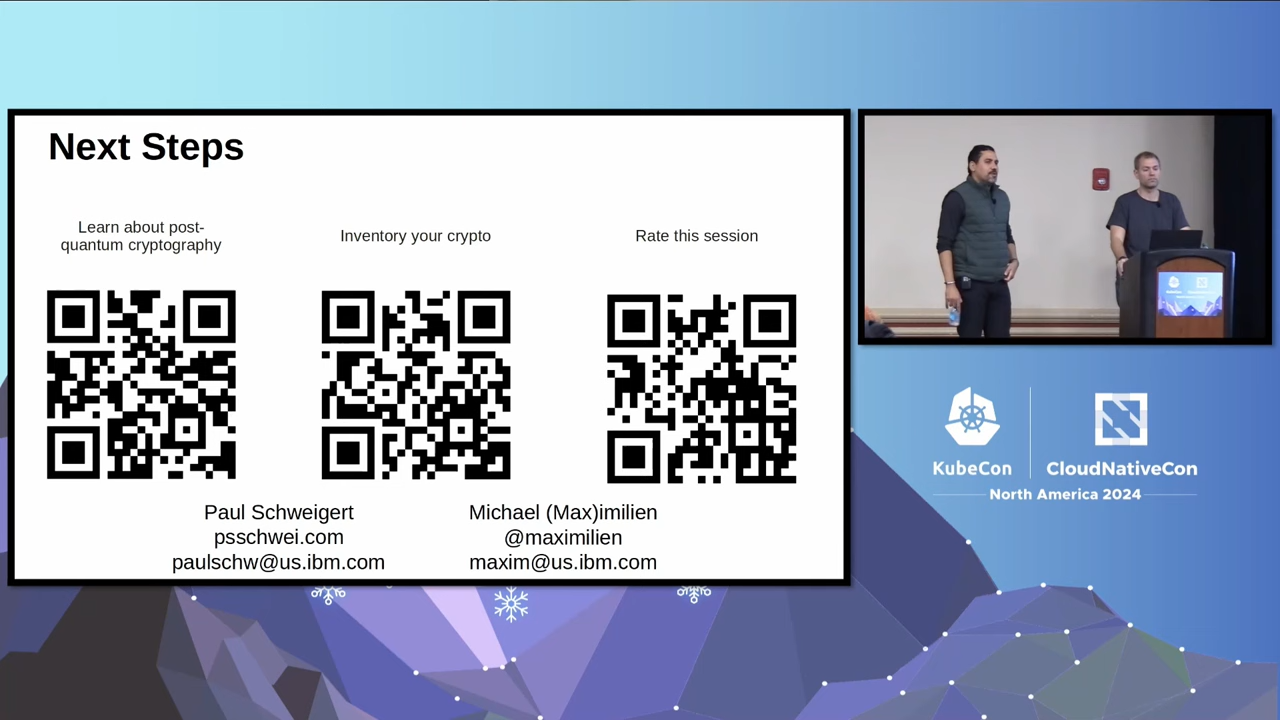 Next Steps
Learn about post-
quantum cryptography
Inventory your crypto
Rate this session
Paul Schweigert
psschwei.com
paulschw@us.ibm.com
Michael (Max)imilien
@maximilien
maxim@us.ibm.com
KubeCon
CloudNativeCon
North America 2024